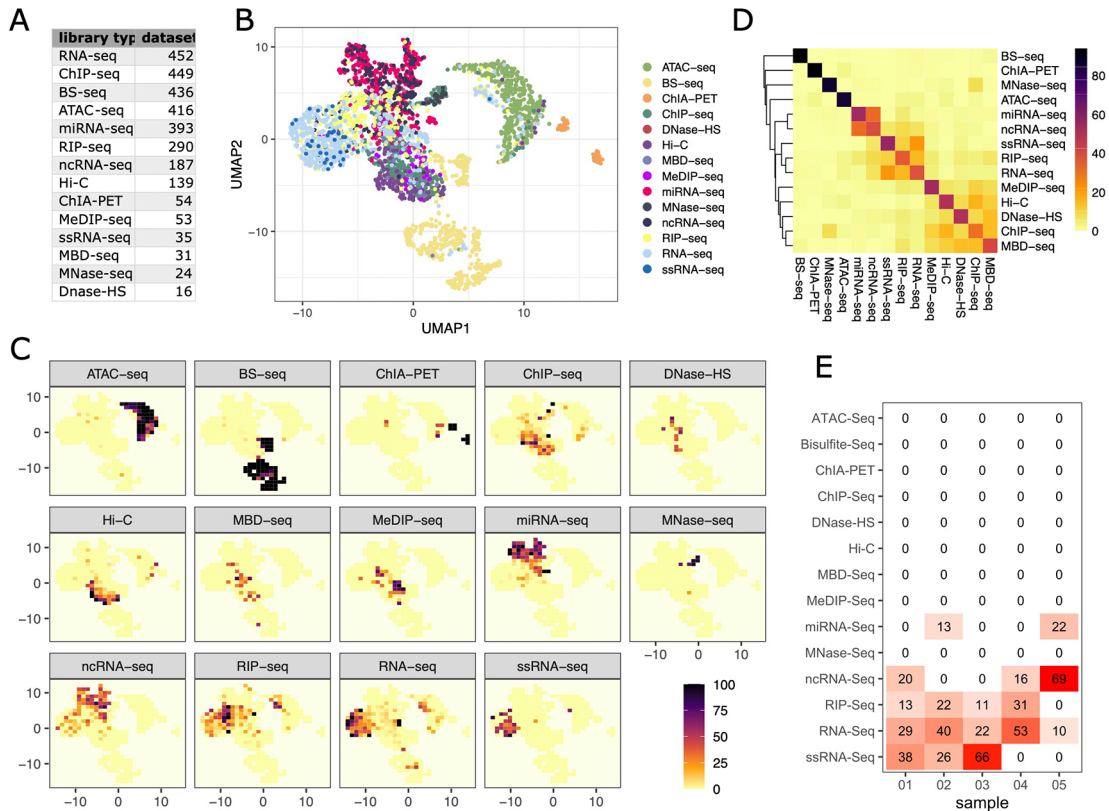 A
library typ dataset
RNA-seq 452
ChIP-seq 449
BS-seq 436
ATAC-seq 416
miRNA-seq 393
RIP-seq 290
ncRNA-seq 187
Hi-C 139
ChIA-PET 54
MeDIP-seq 53
ssRNA-seq 35
MBD-seq 31
MNase-seq 24
Dnase-HS 16
B
10
0
−10
UMAP2
0
10
UMAP1
ATAC−seq
BS−seq
ChIA−PET
ChIP−seq
DNase−HS
Hi−C
MBD−seq
MeDIP−seq
miRNA−seq
MNase−seq
ncRNA−seq
RIP−seq
RNA−seq
ssRNA−seq
D
BS−seq
ChIA−PET
MNase−seq
ATAC−seq
miRNA−seq
ncRNA−seq
ssRNA−seq
RIP−seq
RNA−seq
MeDIP−seq
Hi−C
DNase−HS
ChIP−seq
MBD−seq
BS−seq
ChIA−PET
MNase−seq
ATAC−seq
miRNA−seq
ncRNA−seq
ssRNA−seq
RIP−seq
RNA−seq
MeDIP−seq
Hi−C
DNase−HS
ChIP−seq
MBD−seq
80
60
40
20
0
C
ATAC−seq BS−seq ChIA−PET ChIP−seq DNase−HS
10
0
−10
Hi−C MBD−seq MeDIP−seq miRNA−seq MNase−seq
10
0
−10
−10 0 10
ncRNA−seq RIP−seq RNA−seq ssRNA−seq
10
0
−10
−10 0 10 −10 0 10 −10 0 10 −10 0 10
100
75
50
25
0
E
ATAC-Seq 0 0 0 0 0
Bisulfite-Seq 0 0 0 0 0
ChIA-PET 0 0 0 0 0
ChIP-Seq 0 0 0 0 0
DNase-HS 0 0 0 0 0
Hi-C 0 0 0 0 0
MBD-Seq 0 0 0 0 0
MeDIP-Seq 0 0 0 0 0
miRNA-Seq 0 13 0 0 22
MNase-Seq 0 0 0 0 0
ncRNA-Seq 20 0 0 16 69
RIP-Seq 13 22 11 31 0
RNA-Seq 29 40 22 53 10
ssRNA-Seq 38 26 66 0 0
01 02 03 04 05
sample